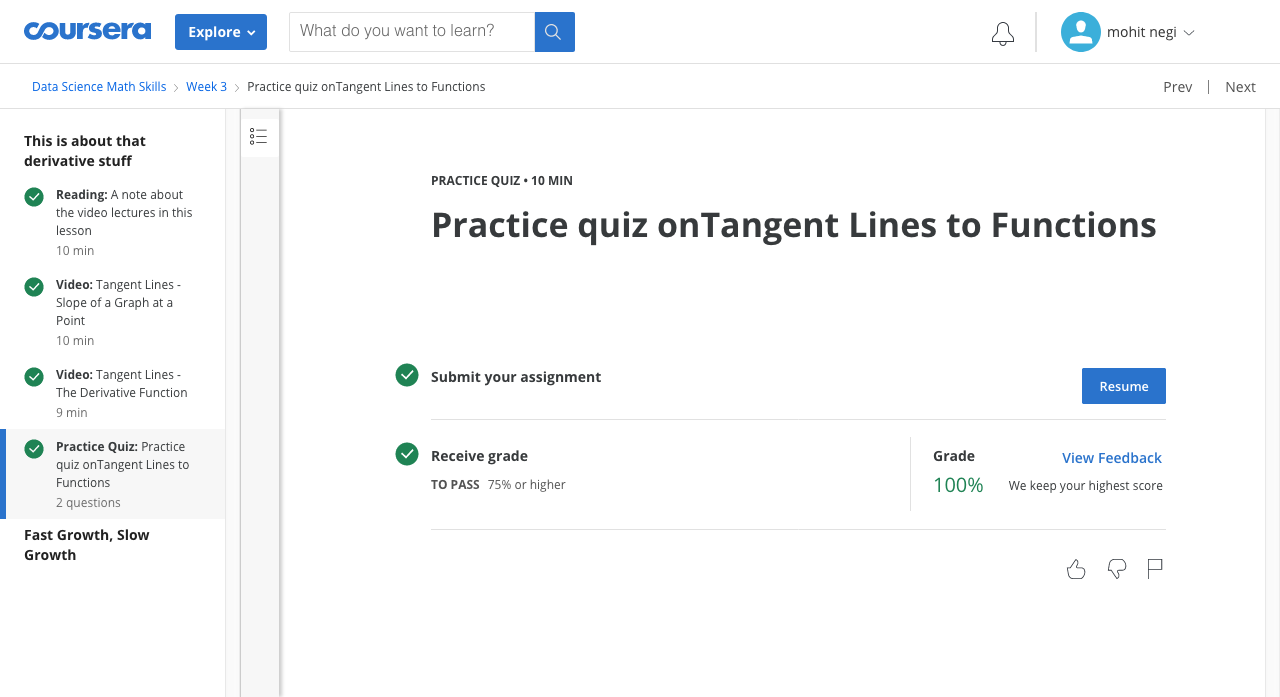 coursera
Explore
What do you want to learn?
mohit negi
Data Science Math Skills
Week 3
Practice quiz onTangent Lines to Functions
Prev
Next
This is about that
derivative stuff
Reading: A note about
the video lectures in this
lesson
10 min
Video: Tangent Lines -
Slope of a Graph at a
Point
10 min
Video: Tangent Lines -
The Derivative Function
9 min
Practice Quiz: Practice
quiz onTangent Lines to
Functions
2 questions
Fast Growth, Slow
Growth
PRACTICE QUIZ • 10 MIN
Practice quiz onTangent Lines to Functions
Submit your assignment
Resume
Receive grade
TO PASS 75% or higher
Grade
View Feedback
100%
We keep your highest score